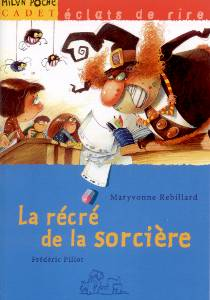 MILAN POCHE
CADET
éclats de rire
Maryvonne Rebillard
La récré
de la sorcière
Frédéric Pillot